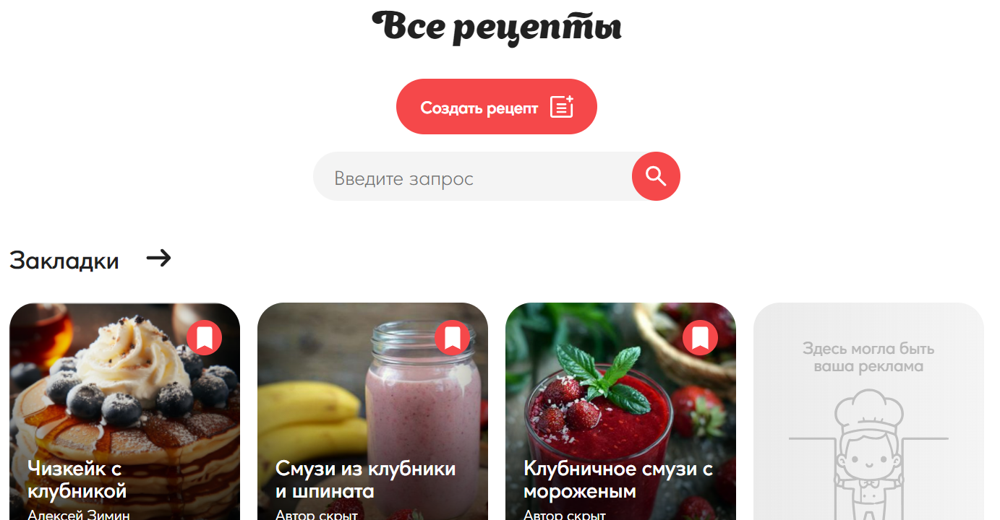 Все рецепты
Создать рецепт
Введите запрос
Закладки
Чизкейк с
клубникой
Алексей Зимин
Смузи из клубники
и шпината
Автор скрыт
Клубничное смузи с
мороженым
Автор скрыт
Здесь могла быть
ваша реклама